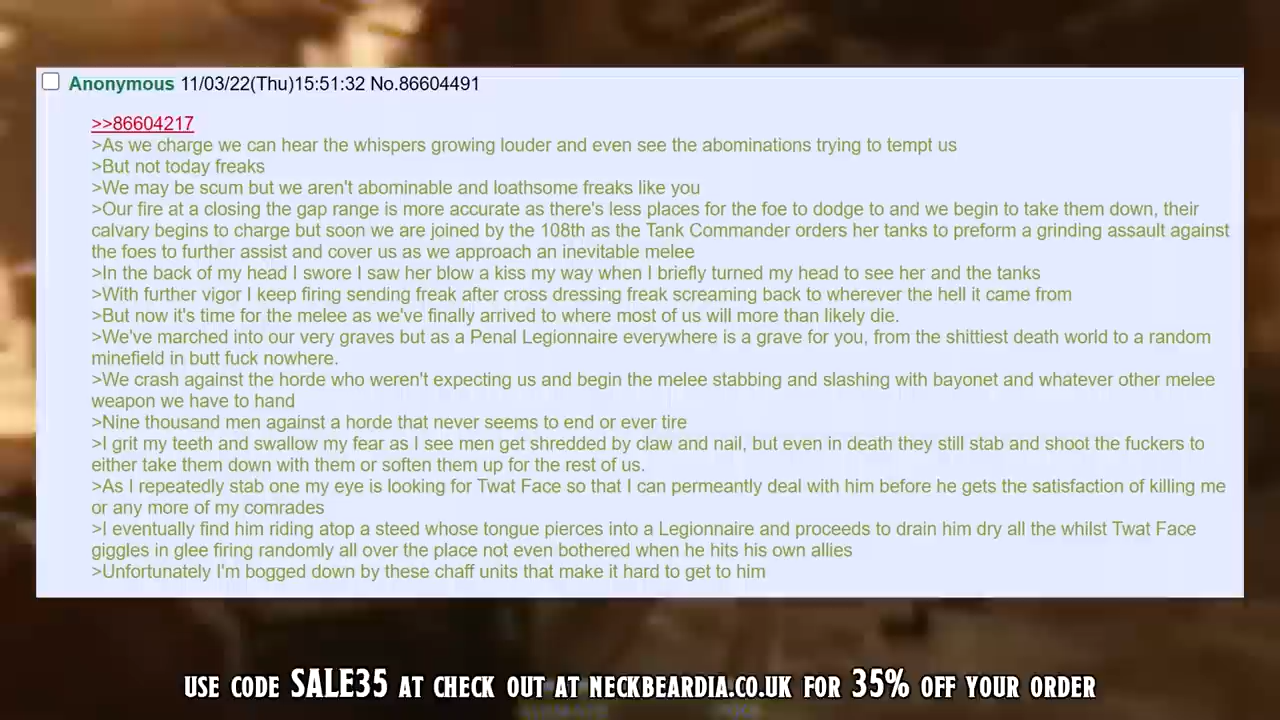 Anonymous 11/03/22(Thu)15:51:32 No.86604491
>>86604217
>As we charge we can hear the whispers growing louder and even see the abominations trying to tempt us
>But not today freaks
>We may be scum but we aren't abominable and loathsome freaks like you
>Our fire at a closing the gap range is more accurate as there's less places for the foe to dodge to and we begin to take them down, their
calvary begins to charge but soon we are joined by the 108th as the Tank Commander orders her tanks to preform a grinding assault against
the foes to further assist and cover us as we approach an inevitable melee
>In the back of my head I swore I saw her blow a kiss my way when I briefly turned my head to see her and the tanks
>With further vigor I keep firing sending freak after cross dressing freak screaming back to wherever the hell it came from
>But now it's time for the melee as we've finally arrived to where most of us will more than likely die.
>We've marched into our very graves but as a Penal Legionnaire everywhere is a grave for you, from the shittiest death world to a random
minefield in butt fuck nowhere.
>We crash against the horde who weren't expecting us and begin the melee stabbing and slashing with bayonet and whatever other melee
weapon we have to hand
>Nine thousand men against a horde that never seems to end or ever tire
>I grit my teeth and swallow my fear as I see men get shredded by claw and nail, but even in death they still stab and shoot the fuckers to
either take them down with them or soften them up for the rest of us.
>As I repeatedly stab one my eye is looking for Twat Face so that I can permeantly deal with him before he gets the satisfaction of killing me
or any more of my comrades
>I eventually find him riding atop a steed whose tongue pierces into a Legionnaire and proceeds to drain him dry all the whilst Twat Face
giggles in glee firing randomly all over the place not even bothered when he hits his own allies
>Unfortunately I'm bogged down by these chaff units that make it hard to get to him
USE CODE SALE35 AT CHECK OUT AT NECKBEARDIA.CO.UK FOR 35% OFF YOUR ORDER